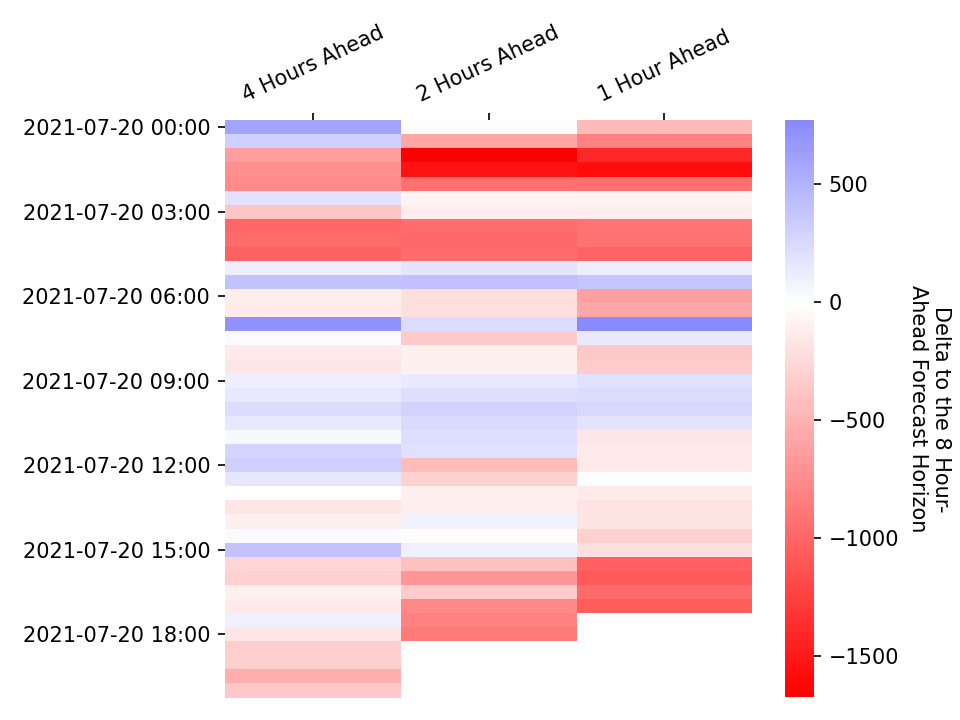 4 Hours Ahead
2 Hours Ahead
1 Hour Ahead
2021-07-20 00:00
2021-07-20 03:00
2021-07-20 06:00
2021-07-20 09:00
2021-07-20 12:00
2021-07-20 15:00
2021-07-20 18:00
500
0
−500
−1000
−1500
Delta to the 8 Hour-
Ahead Forecast Horizon